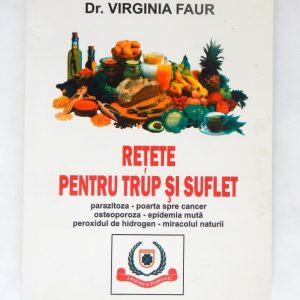 Dr. VIRGINIA FAUR
REȚETE
PENTRU TRUP ȘI SUFLET
parazitoza - poarta spre cancer
osteoporoza - epidemia mută
peroxidul de hidrogen - miracolul naturii